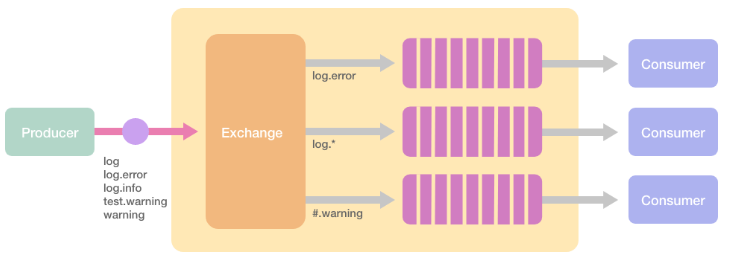 Producer
log
log.error
log.info
test.warning
warning
Exchange
log.error
log.*
#.warning
Consumer
Consumer
Consumer